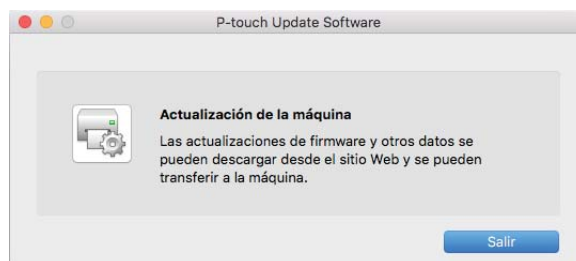 P-touch Update Software
Actualización de la máquina
Las actualizaciones de firmware y otros datos se
pueden descargar desde el sitio Web y se pueden
transferir a la máquina.
Salir